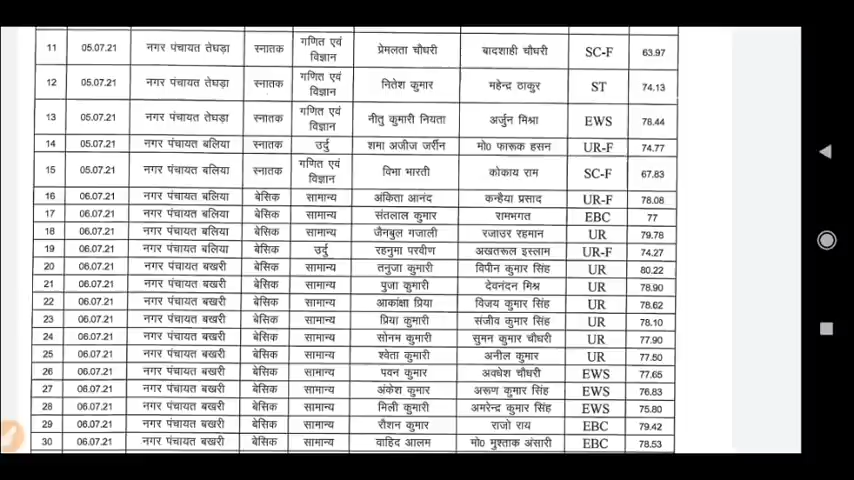 11 05.07.21 नगर पंचायत तेघड़ा स्नातक गणित एवं विज्ञान प्रेमलता चौधरी बादशाही चौधरी SC-F 63.97
12 05.07.21 नगर पंचायत तेघड़ा स्नातक गणित एवं विज्ञान नितेश कुमार महेन्द्र ठाकुर ST 74.13
13 05.07.21 नगर पंचायत तेघड़ा स्नातक गणित एवं विज्ञान नीतु कुमारी नियता अर्जुन मिश्रा EWS 78.44
14 05.07.21 नगर पंचायत बलिया स्नातक उर्दु शमा अजीज जर्रीन मो0 फारूक हसन UR-F 74.77
15 05.07.21 नगर पंचायत बलिया स्नातक गणित एवं विज्ञान विभा भारती कोकाय राम SC-F 67.83
16 06.07.21 नगर पंचायत बलिया बेसिक सामान्य अंकिता आनंद कन्हैया प्रसाद UR-F 78.08
17 06.07.21 नगर पंचायत बलिया बेसिक सामान्य संतलाल कुमार रामभगत EBC 77
18 06.07.21 नगर पंचायत बलिया बेसिक सामान्य जैनबुल गजाली रजाउर रहमान UR 79.78
19 06.07.21 नगर पंचायत बलिया बेसिक उर्दु रहनुमा परवीण अखतरूल इस्लाम UR-F 74.27
20 06.07.21 नगर पंचायत बखरी बेसिक सामान्य तनुजा कुमारी विपीन कुमार सिंह UR 80.22
21 06.07.21 नगर पंचायत बखरी बेसिक सामान्य पुजा कुमारी देवनंदन मिश्र UR 78.90
22 06.07.21 नगर पंचायत बखरी बेसिक सामान्य आकांक्षा प्रिया विजय कुमार सिंह UR 78.62
23 06.07.21 नगर पंचायत बखरी बेसिक सामान्य प्रिया कुमारी संजीव कुमार सिंह UR 78.10
24 06.07.21 नगर पंचायत बखरी बेसिक सामान्य सोनम कुमारी सुमन कुमार चौधरी UR 77.90
25 06.07.21 नगर पंचायत बखरी बेसिक सामान्य श्वेता कुमारी अनील कुमार UR 77.50
26 06.07.21 नगर पंचायत बखरी बेसिक सामान्य पवन कुमार अवधेश चौधरी EWS 77.65
27 06.07.21 नगर पंचायत बखरी बेसिक सामान्य अंकेश कुमार अरूण कुमार सिंह EWS 76.83
28 06.07.21 नगर पंचायत बखरी बेसिक सामान्य मिली कुमारी अमरेन्द्र कुमार सिंह EWS 75.80
29 06.07.21 नगर पंचायत बखरी बेसिक सामान्य रौशन कुमार राजो राय EBC 79.42
30 06.07.21 नगर पंचायत बखरी बेसिक सामान्य वाहिद आलम मो0 मुश्ताक अंसारी EBC 78.53